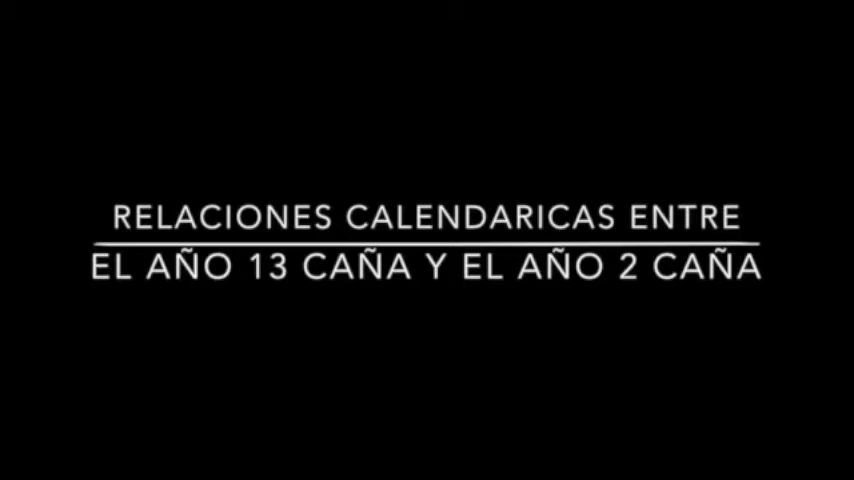 RELACIONES CALENDARICAS ENTRE
EL AÑO 13 CAÑA Y EL AÑO 2 CAÑA